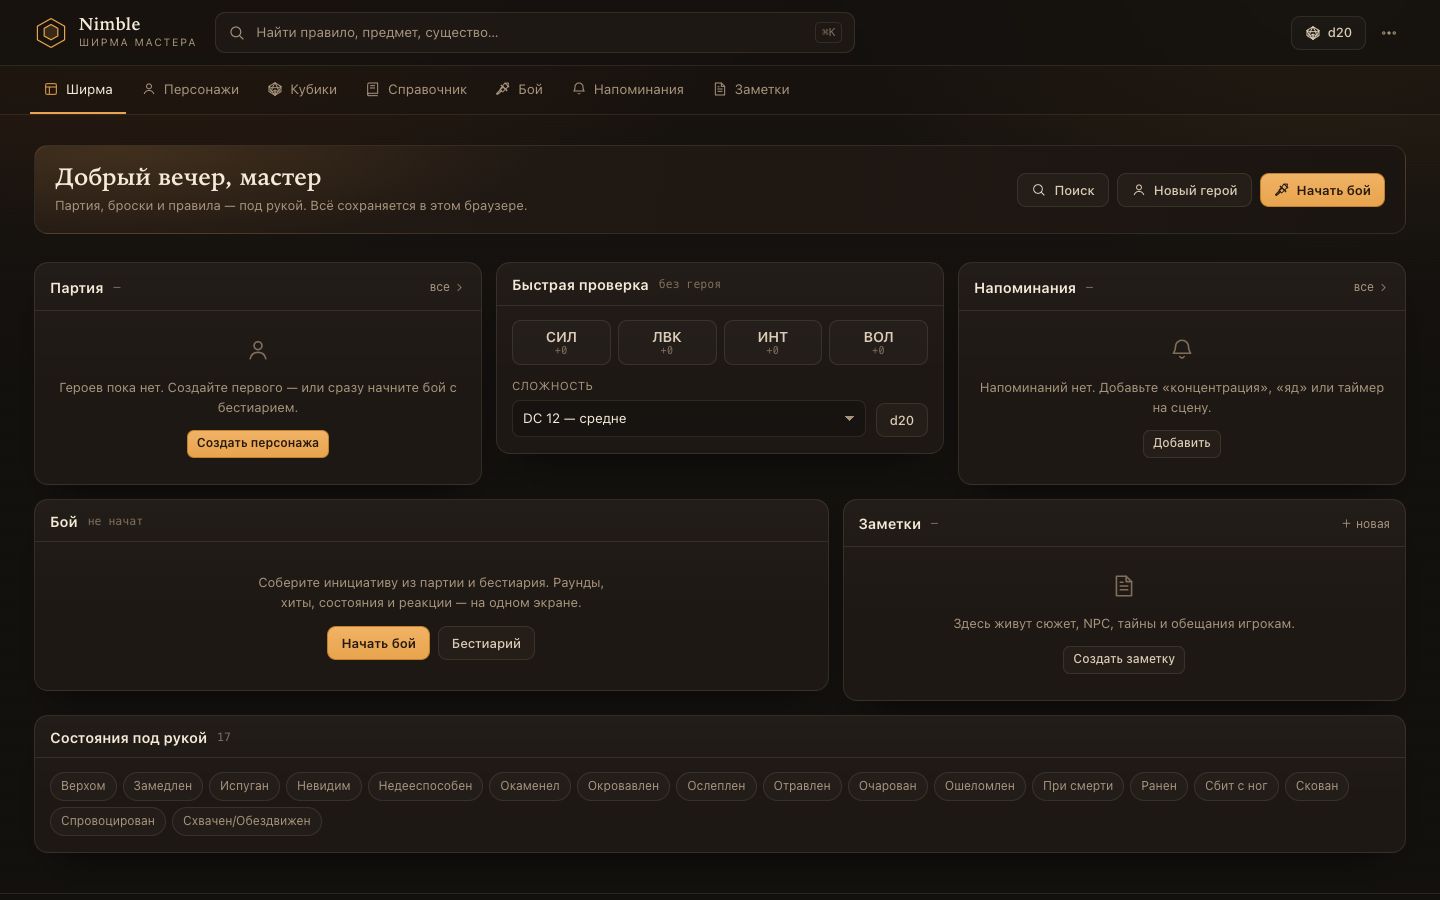 Nimble
ШИРМА МАСТЕРА
Найти правило, предмет, существо…
⌘K
d20
Ширма
Персонажи
Кубики
Справочник
Бой
Напоминания
Заметки
Добрый вечер, мастер
Партия, броски и правила — под рукой. Всё сохраняется в этом браузере.
Поиск
Новый герой
Начать бой
Партия —
все
Героев пока нет. Создайте первого — или сразу начните бой с
бестиарием.
Создать персонажа
Быстрая проверка без героя
СИЛ
+0
ЛВК
+0
ИНТ
+0
ВОЛ
+0
СЛОЖНОСТЬ
DC 12 — средне
d20
Напоминания —
все
Напоминаний нет. Добавьте «концентрация», «яд» или таймер
на сцену.
Добавить
Бой не начат
Соберите инициативу из партии и бестиария. Раунды,
хиты, состояния и реакции — на одном экране.
Начать бой
Бестиарий
Заметки —
+ новая
Здесь живут сюжет, NPC, тайны и обещания игрокам.
Создать заметку
Состояния под рукой 17
Верхом
Замедлен
Испуган
Невидим
Недееспособен
Окаменел
Окровавлен
Ослеплен
Отравлен
Очарован
Ошеломлен
При смерти
Ранен
Сбит с ног
Скован
Спровоцирован
Схвачен/Обездвижен